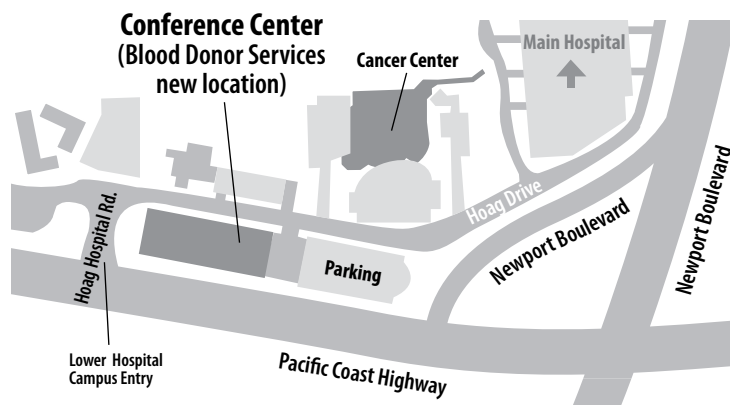 Conference Center
(Blood Donor Services
new location)
Cancer Center
Main Hospital
Hoag Hospital Rd.
Hoag Drive
Newport Boulevard
Newport Boulevard
Parking
Lower Hospital
Campus Entry
Pacific Coast Highway